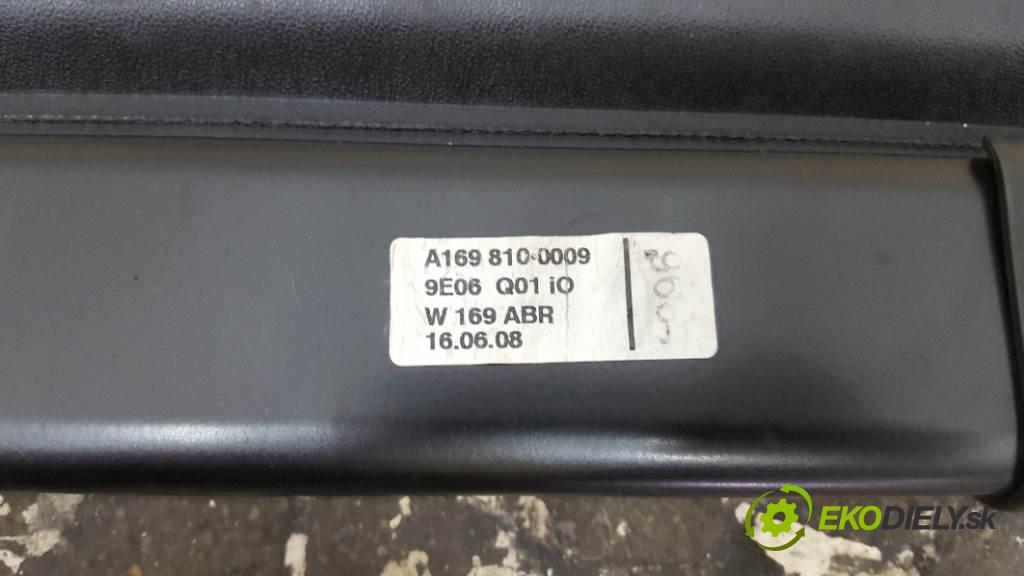 A169 810 0009
9E06 Q01 iO
W 169 ABR
16.06.08
EKODIELY.sk